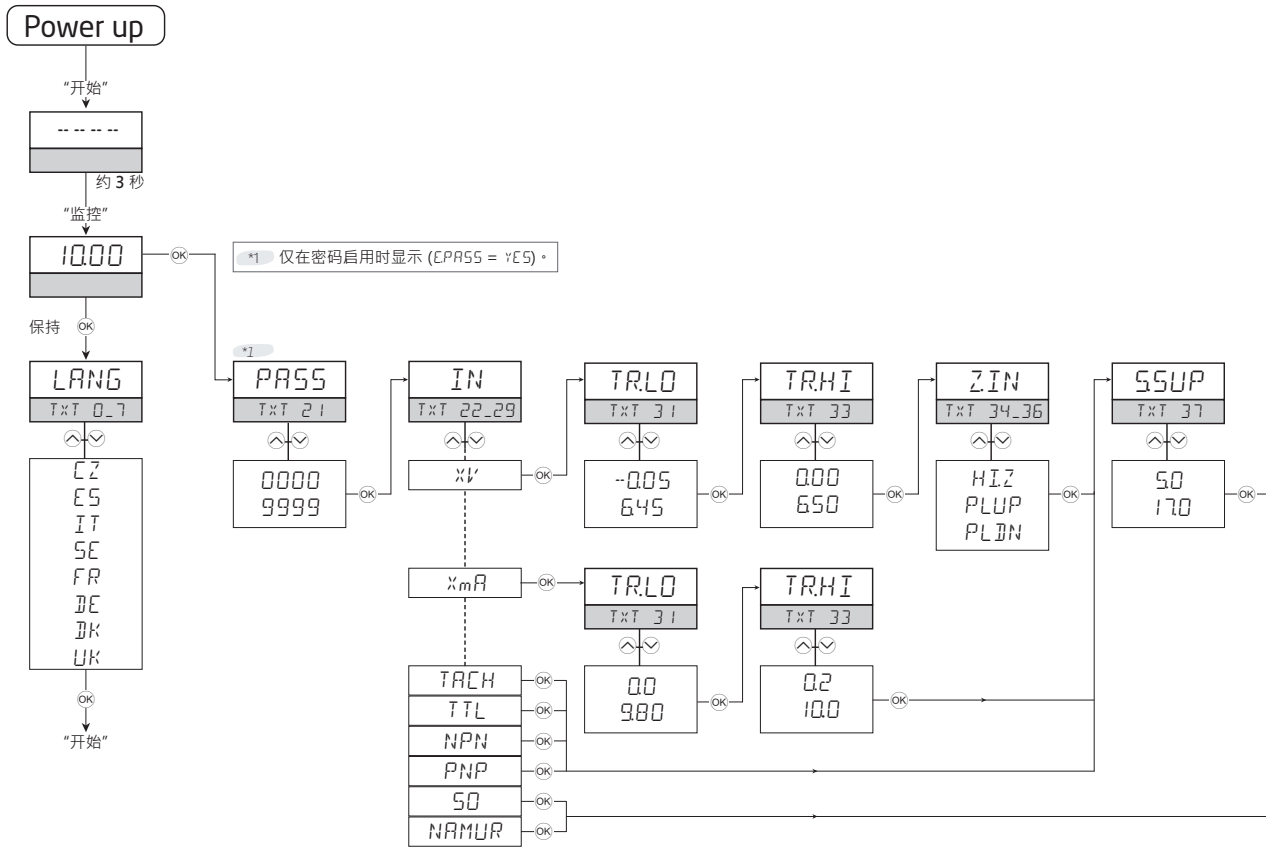 Power up
“开始”
-- -- -- --
约 3 秒
“监控”
10.00
OK
*1 仅在密码启用时显示 (E.PASS = YES)。
保持 OK
LANG
TXT 0_7
CZ
ES
IT
SE
FR
DE
DK
UK
OK
“开始”
*1
PASS
TXT 21
0000
9999
OK
IN
TXT 22_29
XV
OK
XmA
OK
TACH
OK
TTL
OK
NPN
OK
PNP
OK
S0
OK
NAMUR
OK
TR.LO
TXT 31
-0.05
6.45
OK
TR.HI
TXT 33
0.00
6.50
OK
Z.IN
TXT 34_36
HI.Z
PLUP
PLDN
OK
S.SUP
TXT 37
5.0
17.0
OK
TR.LO
TXT 31
0.0
9.80
OK
TR.HI
TXT 33
0.2
10.0
OK